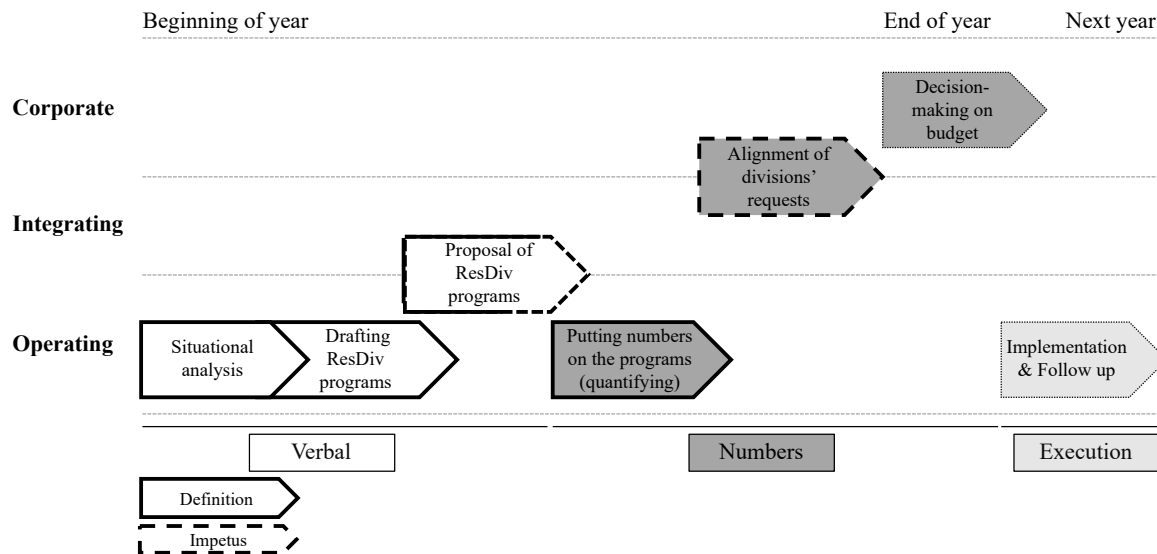 Beginning of year
End of year
Next year
Corporate
Decision-
making on
budget
Alignment of
divisions’
requests
Integrating
Proposal of
ResDiv
programs
Operating
Situational
analysis
Drafting
ResDiv
programs
Putting numbers
on the programs
(quantifying)
Implementation
& Follow up
Verbal
Numbers
Execution
Definition
Impetus